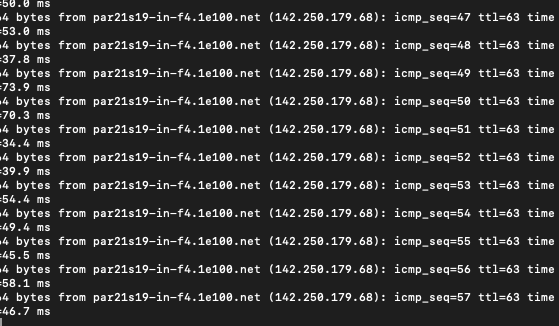 =50.0 ms
64 bytes from par21s19-in-f4.1e100.net (142.250.179.68): icmp_seq=47 ttl=63 time
=53.0 ms
64 bytes from par21s19-in-f4.1e100.net (142.250.179.68): icmp_seq=48 ttl=63 time
=37.8 ms
64 bytes from par21s19-in-f4.1e100.net (142.250.179.68): icmp_seq=49 ttl=63 time
=73.9 ms
64 bytes from par21s19-in-f4.1e100.net (142.250.179.68): icmp_seq=50 ttl=63 time
=70.3 ms
64 bytes from par21s19-in-f4.1e100.net (142.250.179.68): icmp_seq=51 ttl=63 time
=34.4 ms
64 bytes from par21s19-in-f4.1e100.net (142.250.179.68): icmp_seq=52 ttl=63 time
=39.9 ms
64 bytes from par21s19-in-f4.1e100.net (142.250.179.68): icmp_seq=53 ttl=63 time
=54.4 ms
64 bytes from par21s19-in-f4.1e100.net (142.250.179.68): icmp_seq=54 ttl=63 time
=49.4 ms
64 bytes from par21s19-in-f4.1e100.net (142.250.179.68): icmp_seq=55 ttl=63 time
=45.5 ms
64 bytes from par21s19-in-f4.1e100.net (142.250.179.68): icmp_seq=56 ttl=63 time
=58.1 ms
64 bytes from par21s19-in-f4.1e100.net (142.250.179.68): icmp_seq=57 ttl=63 time
=46.7 ms